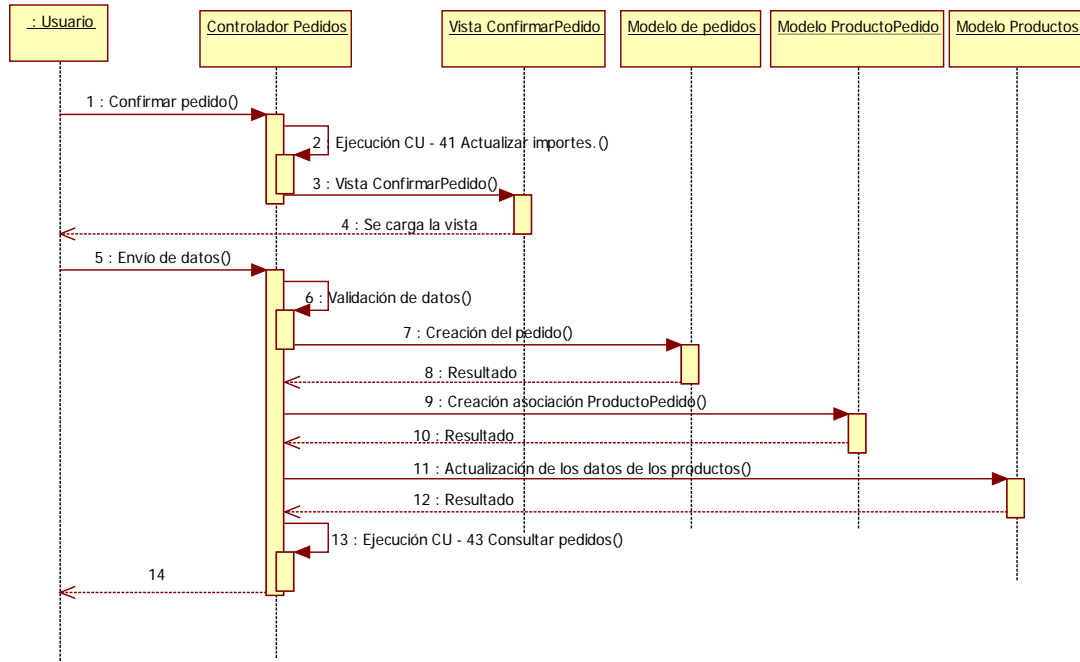 : Usuario
Controlador Pedidos
Vista ConfirmarPedido
Modelo de pedidos
Modelo ProductoPedido
Modelo Productos
1 : Confirmar pedido()
2 : Ejecución CU - 41 Actualizar importes.()
3 : Vista ConfirmarPedido()
4 : Se carga la vista
5 : Envío de datos()
6 : Validación de datos()
7 : Creación del pedido()
8 : Resultado
9 : Creación asociación ProductoPedido()
10 : Resultado
11 : Actualización de los datos de los productos()
12 : Resultado
13 : Ejecución CU - 43 Consultar pedidos()
14